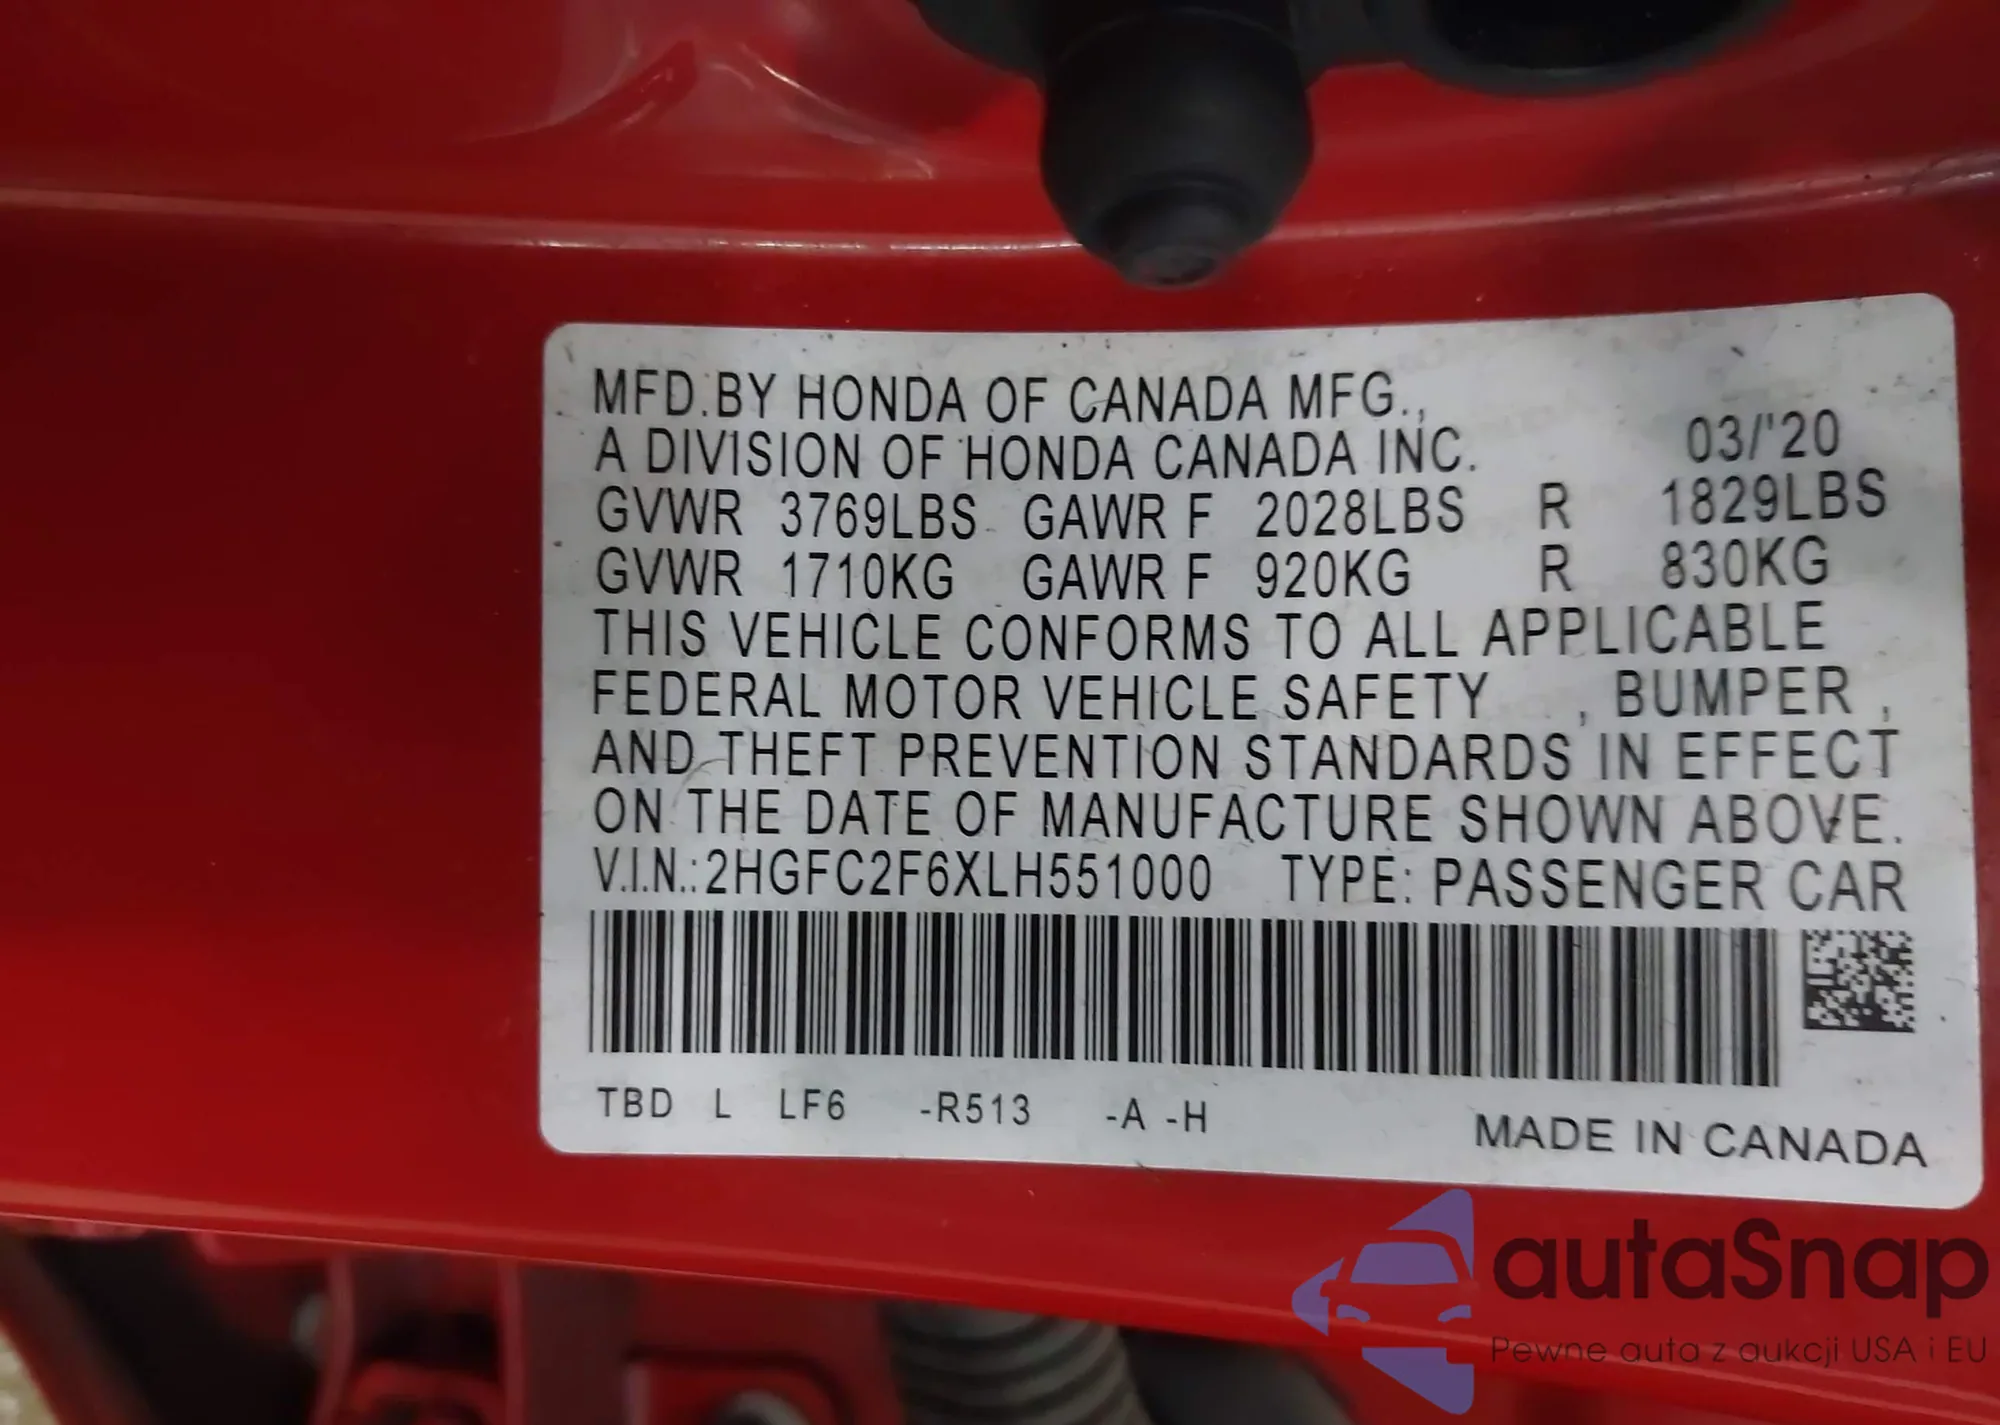 MFD.BY HONDA OF CANADA MFG.,
A DIVISION OF HONDA CANADA INC. 03/'20
GVWR 3769LBS GAWR F 2028LBS R 1829LBS
GVWR 1710KG GAWR F 920KG R 830KG
THIS VEHICLE CONFORMS TO ALL APPLICABLE
FEDERAL MOTOR VEHICLE SAFETY , BUMPER ,
AND THEFT PREVENTION STANDARDS IN EFFECT
ON THE DATE OF MANUFACTURE SHOWN ABOVE.
V.I.N.:2HGFC2F6XLH551000 TYPE: PASSENGER CAR
TBD L LF6 -R513 -A -H
MADE IN CANADA
autaSnap
Pewne auta z aukcji USA i EU